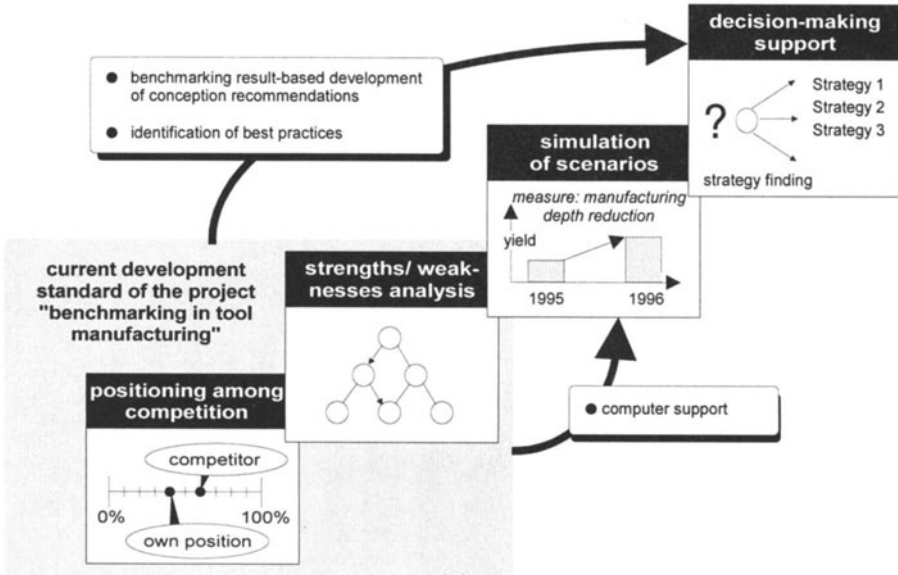 decision-making
support
?
Strategy 1
Strategy 2
Strategy 3
strategy finding
● benchmarking result-based development
of conception recommendations
● identification of best practices
simulation
of scenarios
measure: manufacturing
depth reduction
yield
1995 1996
current development
standard of the project
"benchmarking in tool
manufacturing"
strengths/ weak-
nesses analysis
positioning among
competition
competitor
0% 100%
own position
● computer support